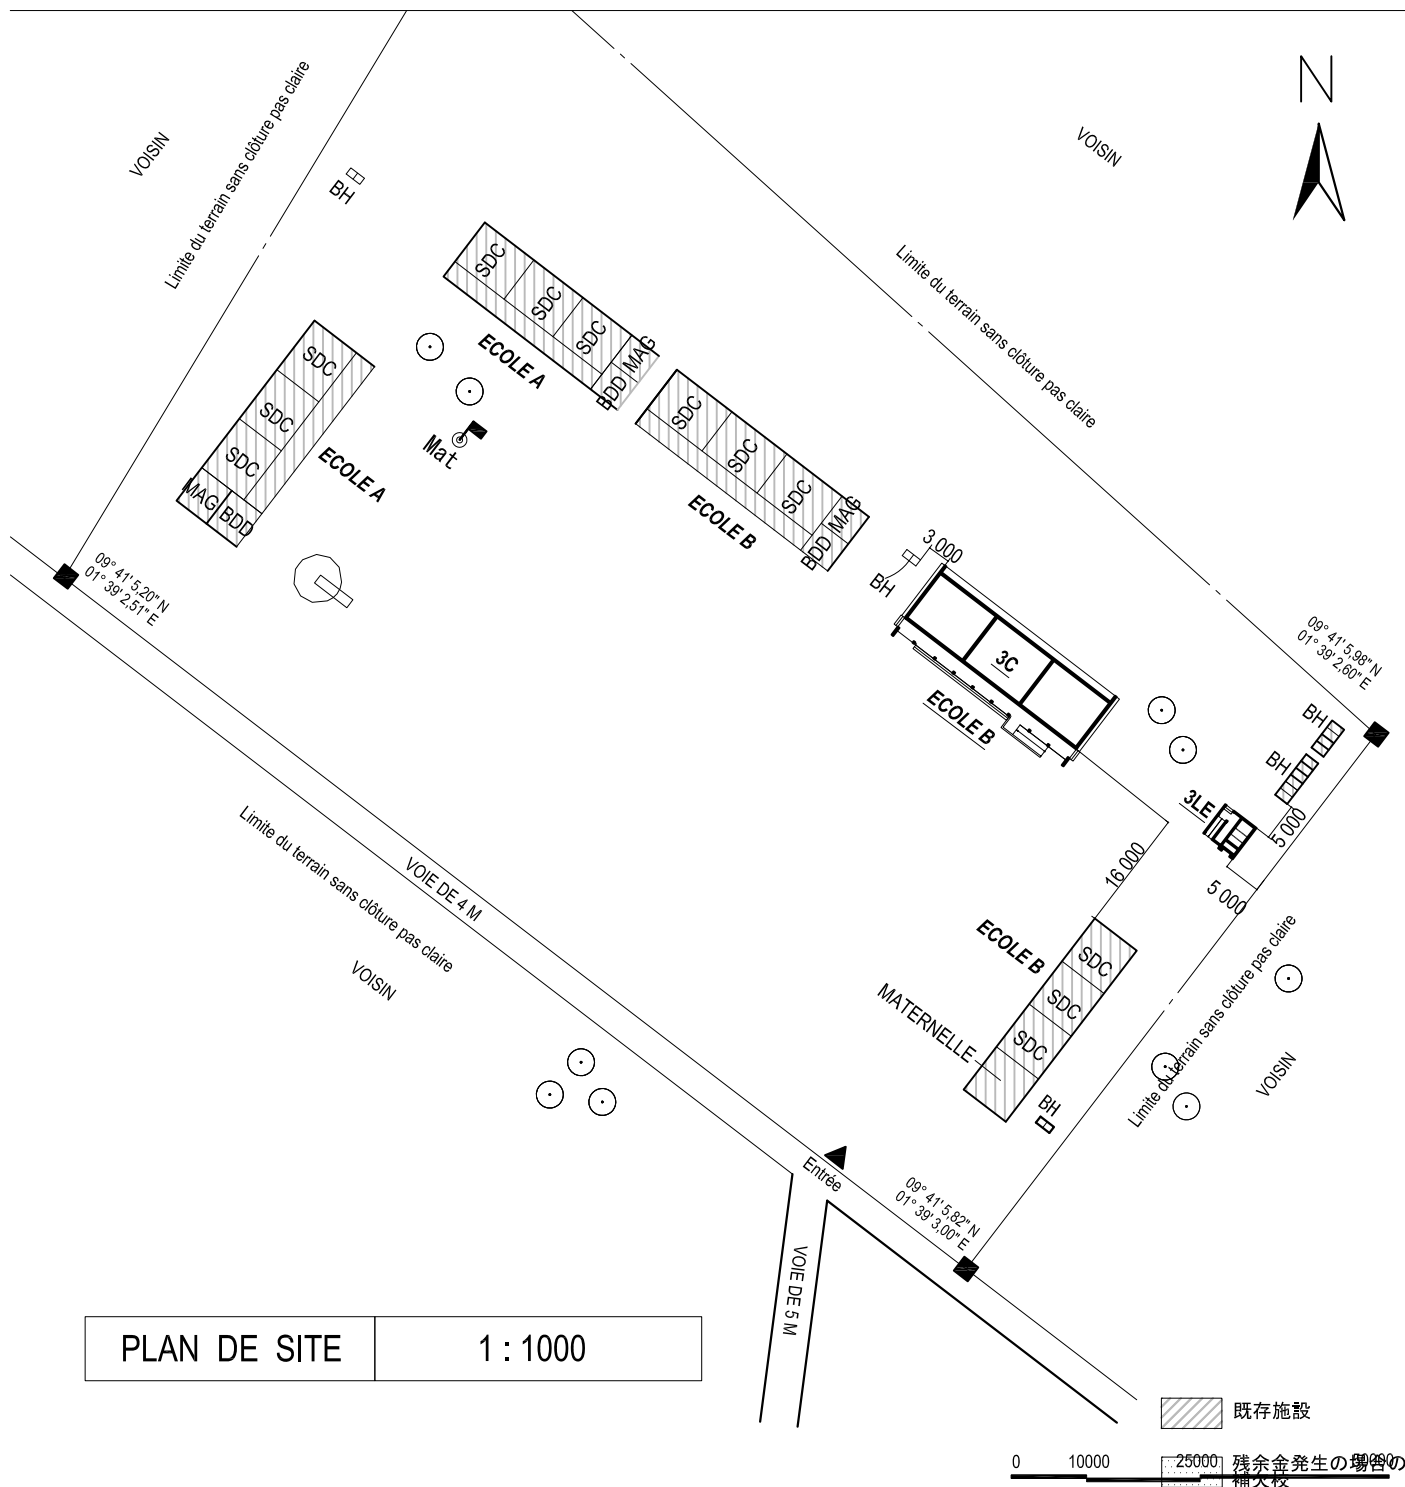 N
VOISIN
VOISIN
Limite du terrain sans clôture pas claire
BH
SDC
SDC
SDC
MAG
BDD
ECOLE A
Limite du terrain sans clôture pas claire
SDC
SDC
SDC
MAG
BDD
ECOLE A
Mat
SDC
SDC
SDC
MAG
BDD
ECOLE B
3 000
BH
09° 41' 5,20" N
01° 39' 2,51" E
3C
ECOLE B
09° 41' 5,98" N
01° 39' 2,60" E
BH
BH
3LE
5 000
5 000
16 000
Limite du terrain sans clôture pas claire
VOIE DE 4 M
VOISIN
ECOLE B
SDC
SDC
SDC
MATERNELLE
BH
Limite du terrain sans clôture pas claire
VOISIN
Entrée
09° 41' 5,82" N
01° 39' 3,00" E
VOIE DE 5 M
PLAN DE SITE
1 : 1000
既存施設
0
10000
25000
50000
残余金発生の場合の
補欠校